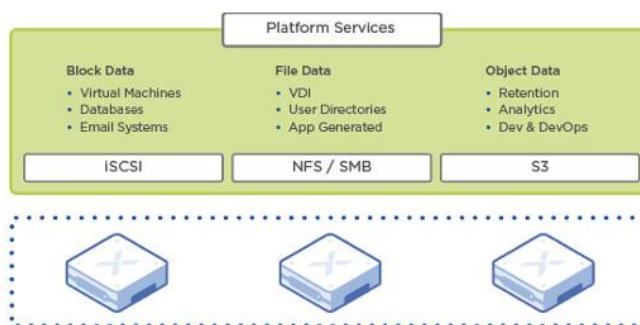 Platform Services
Block Data
• Virtual Machines
• Databases
• Email Systems
iSCSI
File Data
• VDI
• User Directories
• App Generated
NFS / SMB
Object Data
• Retention
• Analytics
• Dev & DevOps
S3